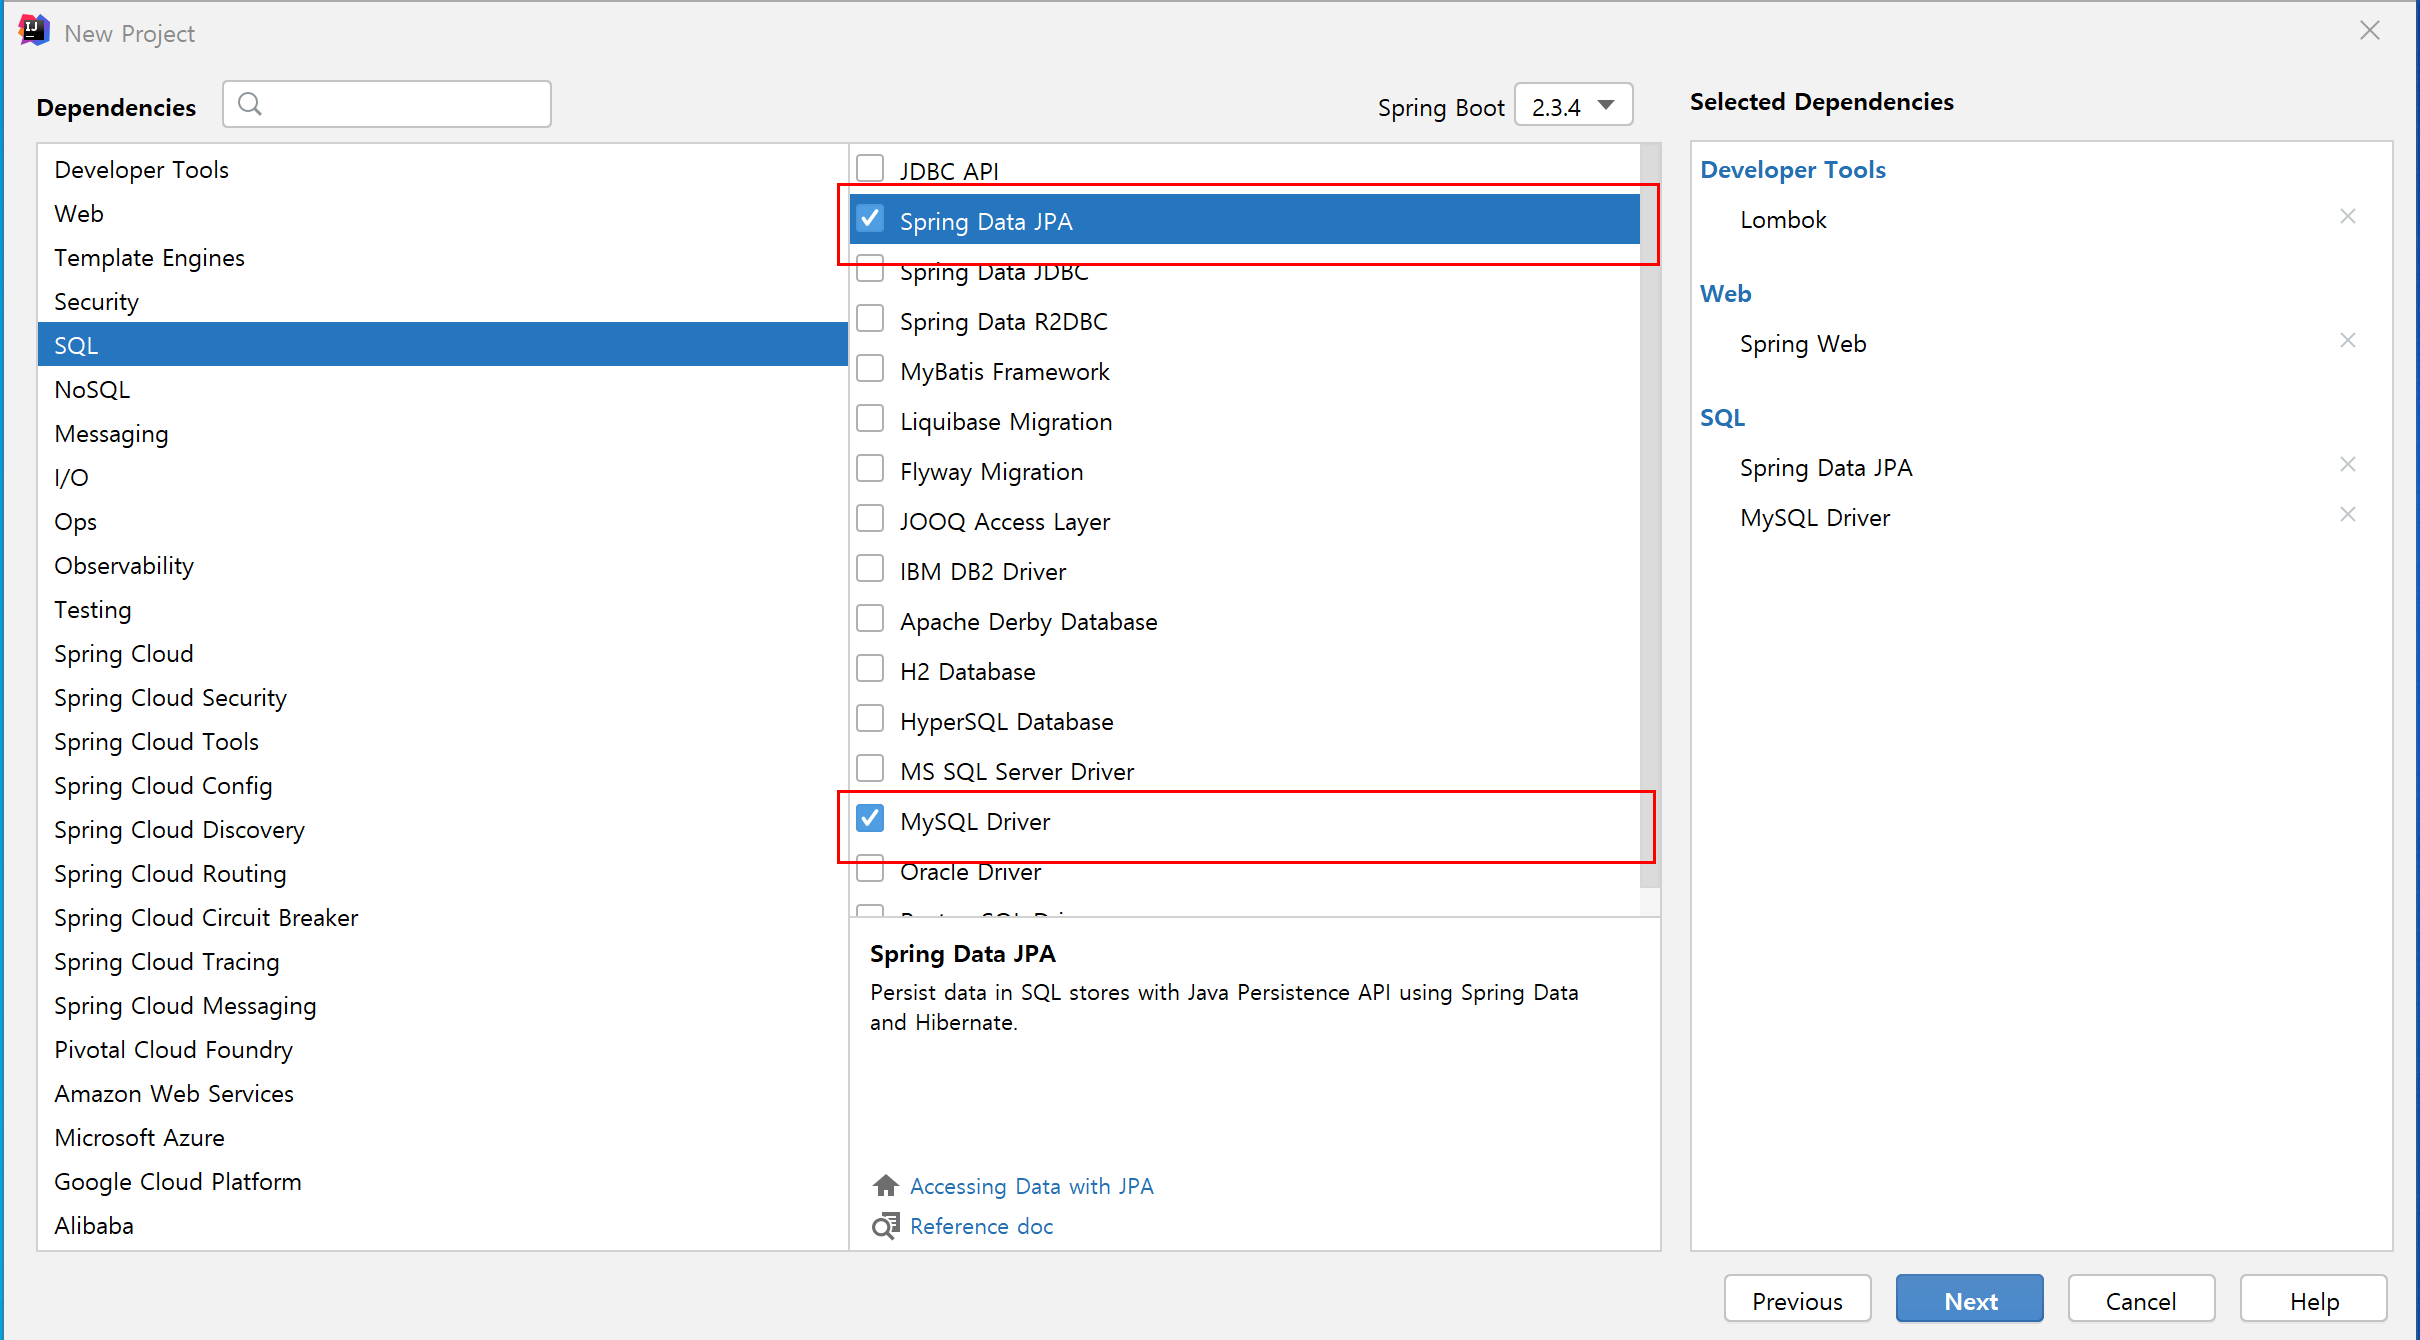 New Project
Dependencies
Spring Boot 2.3.4
Developer Tools
Web
Template Engines
Security
SQL
NoSQL
Messaging
I/O
Ops
Observability
Testing
Spring Cloud
Spring Cloud Security
Spring Cloud Tools
Spring Cloud Config
Spring Cloud Discovery
Spring Cloud Routing
Spring Cloud Circuit Breaker
Spring Cloud Tracing
Spring Cloud Messaging
Pivotal Cloud Foundry
Amazon Web Services
Microsoft Azure
Google Cloud Platform
Alibaba
JDBC API
Spring Data JPA
Spring Data JDBC
Spring Data R2DBC
MyBatis Framework
Liquibase Migration
Flyway Migration
JOOQ Access Layer
IBM DB2 Driver
Apache Derby Database
H2 Database
HyperSQL Database
MS SQL Server Driver
MySQL Driver
Oracle Driver
Spring Data JPA
Persist data in SQL stores with Java Persistence API using Spring Data
and Hibernate.
Accessing Data with JPA
Reference doc
Selected Dependencies
Developer Tools
Lombok
Web
Spring Web
SQL
Spring Data JPA
MySQL Driver
Previous
Next
Cancel
Help